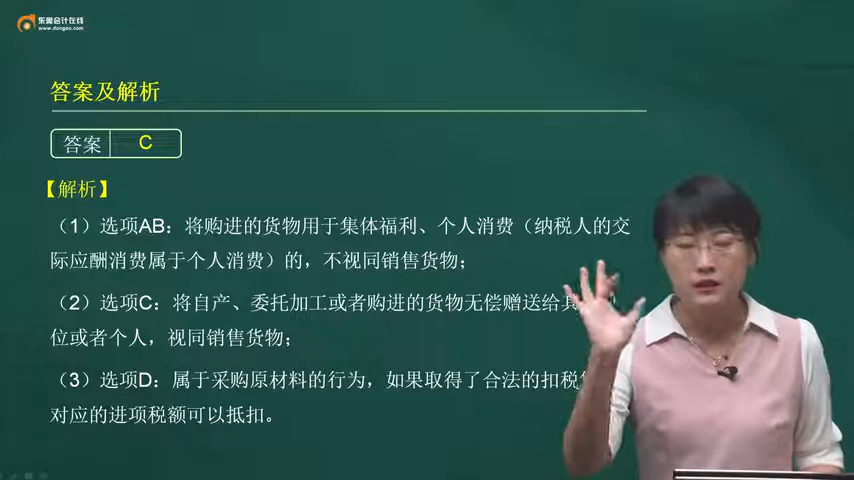 东奥会计在线
www.dongao.com
答案及解析
答案 C
【解析】
（1）选项AB：将购进的货物用于集体福利、个人消费（纳税人的交
际应酬消费属于个人消费）的，不视同销售货物；
（2）选项C：将自产、委托加工或者购进的货物无偿赠送给其
位或者个人，视同销售货物；
（3）选项D：属于采购原材料的行为，如果取得了合法的扣税
对应的进项税额可以抵扣。